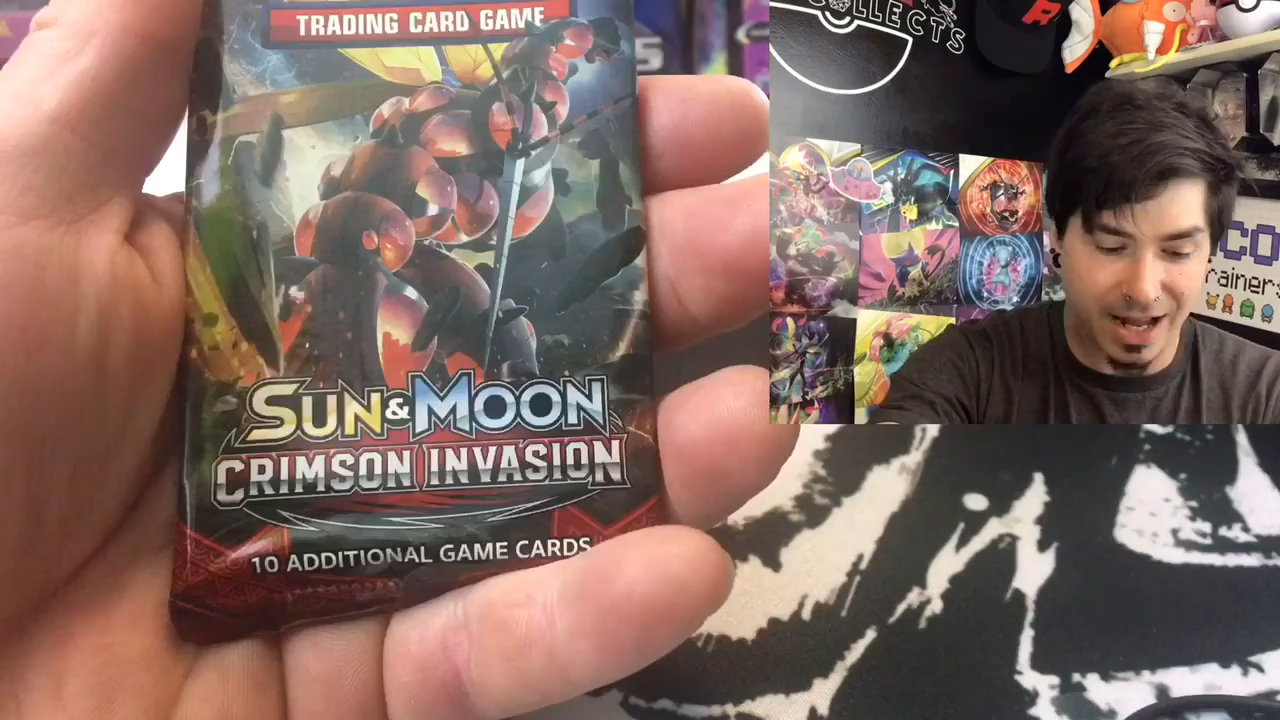 TRADING CARD GAME
SUN & MOON
CRIMSON INVASION
10 ADDITIONAL GAME CARDS
COLLECTS
R
CO
rainers